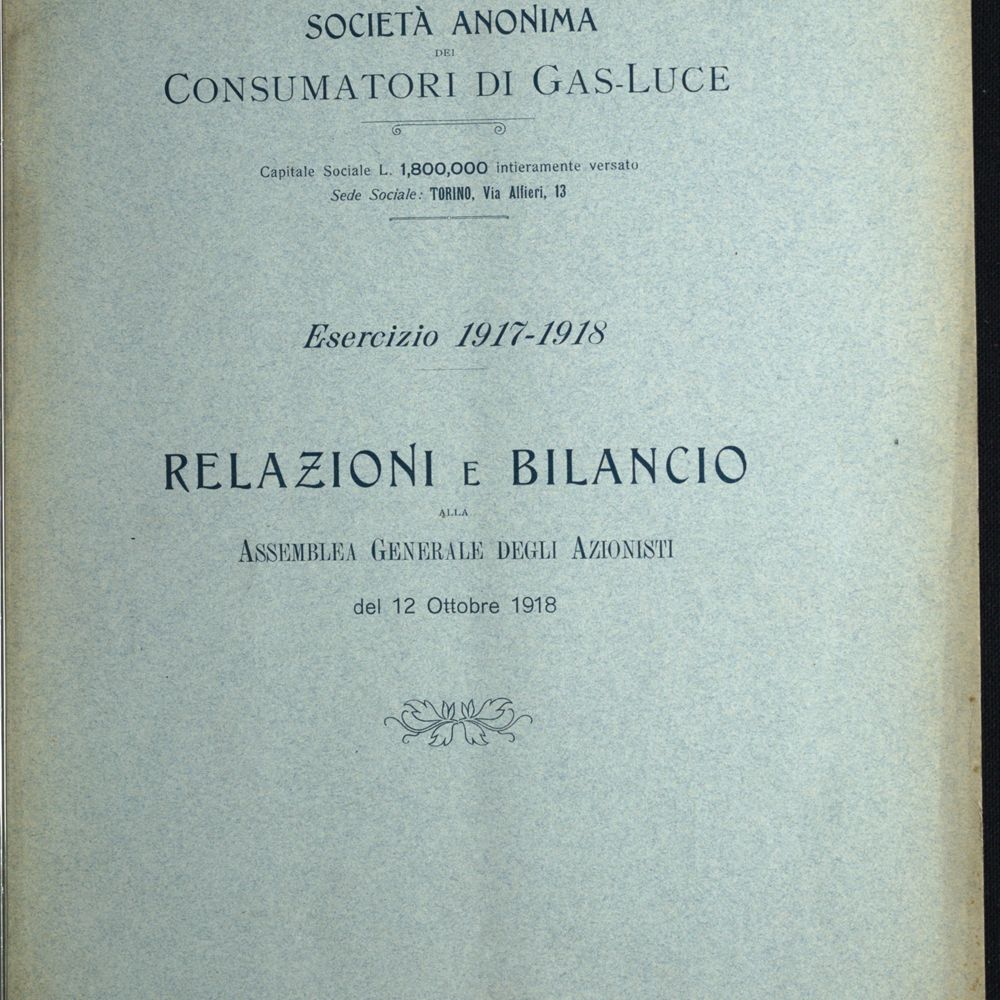 SOCIETÀ ANONIMA
DEI
CONSUMATORI DI GAS-LUCE
Capitale Sociale L. 1,800,000 intieramente versato
Sede Sociale: TORINO, Via Alfieri, 13
Esercizio 1917-1918
RELAZIONI E BILANCIO
ALLA
ASSEMBLEA GENERALE DEGLI AZIONISTI
del 12 Ottobre 1918